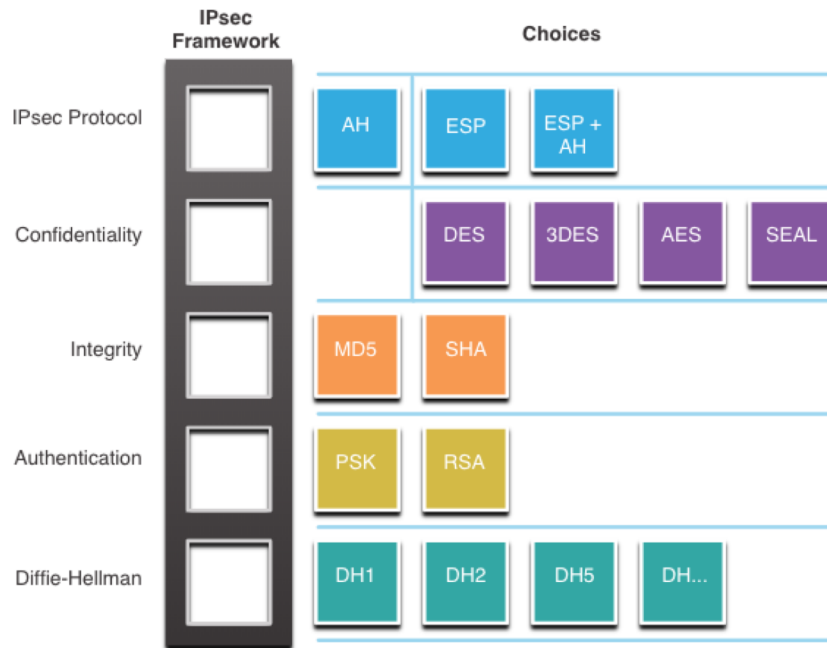 IPsec
Framework
Choices
IPsec Protocol
AH
ESP
ESP +
AH
Confidentiality
DES
3DES
AES
SEAL
Integrity
MD5
SHA
Authentication
PSK
RSA
Diffie-Hellman
DH1
DH2
DH5
DH...